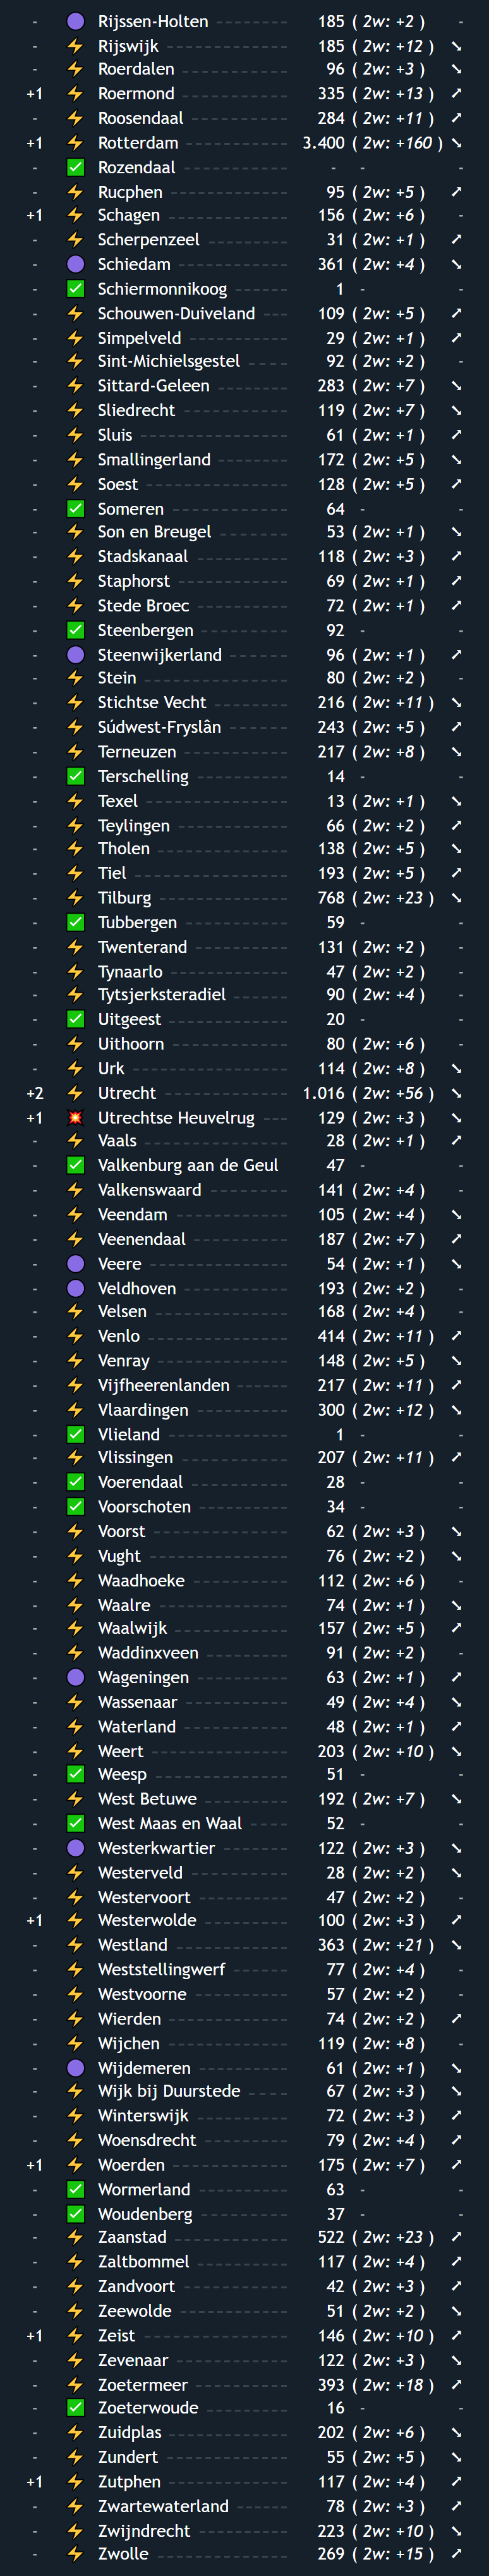 - Rijssen-Holten 185 ( 2w: +2 ) -
- Rijswijk 185 ( 2w: +12 ) ➘
- Roerdalen 96 ( 2w: +3 ) ➘
+1 Roermond 335 ( 2w: +13 ) ➚
- Roosendaal 284 ( 2w: +11 ) ➚
+1 Rotterdam 3.400 ( 2w: +160 ) ➘
- Rozendaal - - -
- Rucphen 95 ( 2w: +5 ) ➚
+1 Schagen 156 ( 2w: +6 ) -
- Scherpenzeel 31 ( 2w: +1 ) ➚
- Schiedam 361 ( 2w: +4 ) ➘
- Schiermonnikoog 1 - -
- Schouwen-Duiveland 109 ( 2w: +5 ) ➚
- Simpelveld 29 ( 2w: +1 ) ➚
- Sint-Michielsgestel 92 ( 2w: +2 ) -
- Sittard-Geleen 283 ( 2w: +7 ) ➘
- Sliedrecht 119 ( 2w: +7 ) ➘
- Sluis 61 ( 2w: +1 ) ➚
- Smallingerland 172 ( 2w: +5 ) ➘
- Soest 128 ( 2w: +5 ) ➚
- Someren 64 - -
- Son en Breugel 53 ( 2w: +1 ) ➘
- Stadskanaal 118 ( 2w: +3 ) ➚
- Staphorst 69 ( 2w: +1 ) ➚
- Stede Broec 72 ( 2w: +1 ) ➚
- Steenbergen 92 - -
- Steenwijkerland 96 ( 2w: +1 ) ➚
- Stein 80 ( 2w: +2 ) -
- Stichtse Vecht 216 ( 2w: +11 ) ➘
- Súdwest-Fryslân 243 ( 2w: +5 ) ➚
- Terneuzen 217 ( 2w: +8 ) ➘
- Terschelling 14 - -
- Texel 13 ( 2w: +1 ) ➘
- Teylingen 66 ( 2w: +2 ) ➚
- Tholen 138 ( 2w: +5 ) ➘
- Tiel 193 ( 2w: +5 ) ➚
- Tilburg 768 ( 2w: +23 ) ➘
- Tubbergen 59 - -
- Twenterand 131 ( 2w: +2 ) -
- Tynaarlo 47 ( 2w: +2 ) -
- Tytsjerksteradiel 90 ( 2w: +4 ) -
- Uitgeest 20 - -
- Uithoorn 80 ( 2w: +6 ) -
- Urk 114 ( 2w: +8 ) ➘
+2 Utrecht 1.016 ( 2w: +56 ) ➘
+1 Utrechtse Heuvelrug 129 ( 2w: +3 ) ➘
- Vaals 28 ( 2w: +1 ) ➚
- Valkenburg aan de Geul 47 - -
- Valkenswaard 141 ( 2w: +4 ) -
- Veendam 105 ( 2w: +4 ) ➘
- Veenendaal 187 ( 2w: +7 ) ➚
- Veere 54 ( 2w: +1 ) ➘
- Veldhoven 193 ( 2w: +2 ) -
- Velsen 168 ( 2w: +4 ) -
- Venlo 414 ( 2w: +11 ) ➚
- Venray 148 ( 2w: +5 ) ➘
- Vijfheerenlanden 217 ( 2w: +11 ) ➚
- Vlaardingen 300 ( 2w: +12 ) ➘
- Vlieland 1 - -
- Vlissingen 207 ( 2w: +11 ) ➚
- Voerendaal 28 - -
- Voorschoten 34 - -
- Voorst 62 ( 2w: +3 ) ➘
- Vught 76 ( 2w: +2 ) ➘
- Waadhoeke 112 ( 2w: +6 ) -
- Waalre 74 ( 2w: +1 ) ➘
- Waalwijk 157 ( 2w: +5 ) ➚
- Waddinxveen 91 ( 2w: +2 ) -
- Wageningen 63 ( 2w: +1 ) ➚
- Wassenaar 49 ( 2w: +4 ) ➘
- Waterland 48 ( 2w: +1 ) ➚
- Weert 203 ( 2w: +10 ) ➘
- Weesp 51 - -
- West Betuwe 192 ( 2w: +7 ) ➘
- West Maas en Waal 52 - -
- Westerkwartier 122 ( 2w: +3 ) ➘
- Westerveld 28 ( 2w: +2 ) ➘
- Westervoort 47 ( 2w: +2 ) -
+1 Westerwolde 100 ( 2w: +3 ) ➚
- Westland 363 ( 2w: +21 ) ➘
- Weststellingwerf 77 ( 2w: +4 ) -
- Westvoorne 57 ( 2w: +2 ) -
- Wierden 74 ( 2w: +2 ) ➚
- Wijchen 119 ( 2w: +8 ) -
- Wijdemeren 61 ( 2w: +1 ) ➘
- Wijk bij Duurstede 67 ( 2w: +3 ) ➘
- Winterswijk 72 ( 2w: +3 ) ➚
- Woensdrecht 79 ( 2w: +4 ) ➚
+1 Woerden 175 ( 2w: +7 ) ➚
- Wormerland 63 - -
- Woudenberg 37 - -
- Zaanstad 522 ( 2w: +23 ) ➚
- Zaltbommel 117 ( 2w: +4 ) ➚
- Zandvoort 42 ( 2w: +3 ) ➚
- Zeewolde 51 ( 2w: +2 ) ➘
+1 Zeist 146 ( 2w: +10 ) ➚
- Zevenaar 122 ( 2w: +3 ) ➘
- Zoetermeer 393 ( 2w: +18 ) ➚
- Zoeterwoude 16 - -
- Zuidplas 202 ( 2w: +6 ) ➘
- Zundert 55 ( 2w: +5 ) ➘
+1 Zutphen 117 ( 2w: +4 ) ➚
- Zwartewaterland 78 ( 2w: +3 ) ➚
- Zwijndrecht 223 ( 2w: +10 ) ➘
- Zwolle 269 ( 2w: +15 ) ➚